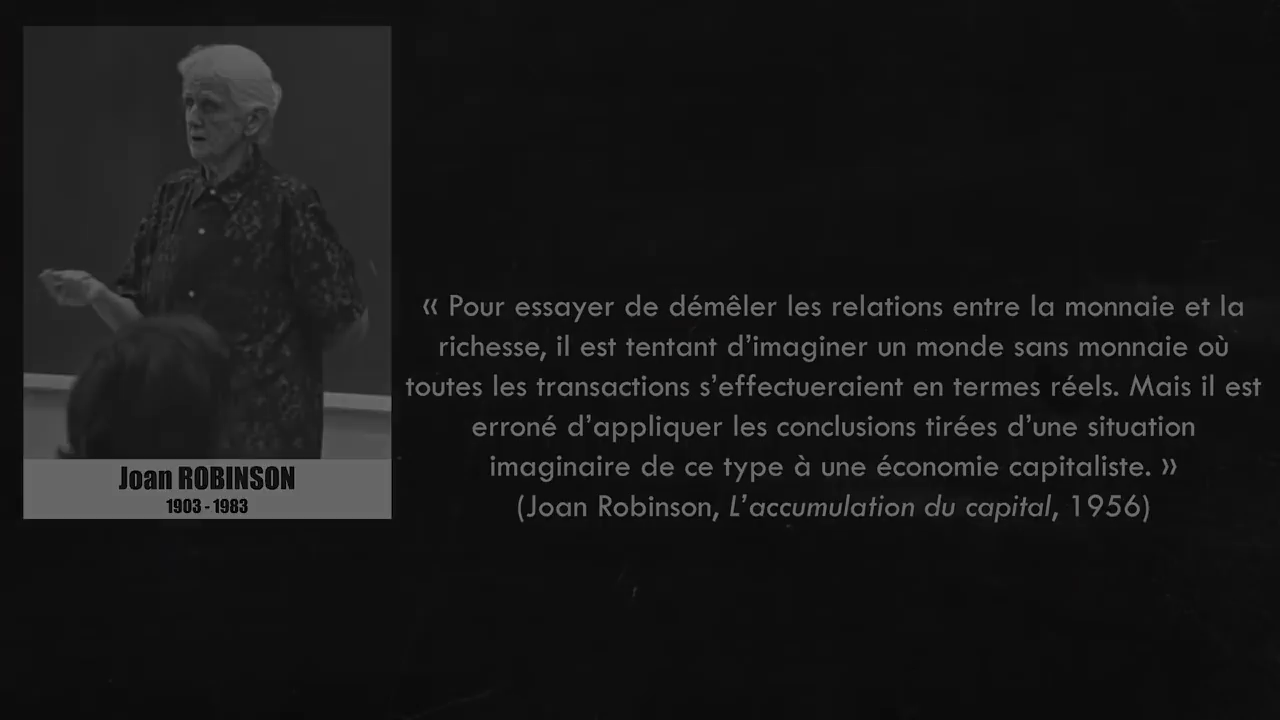 Joan ROBINSON
1903 - 1983
« Pour essayer de démêler les relations entre la monnaie et la
richesse, il est tentant d’imaginer un monde sans monnaie où
toutes les transactions s’effectueraient en termes réels. Mais il est
erroné d’appliquer les conclusions tirées d’une situation
imaginaire de ce type à une économie capitaliste. »
(Joan Robinson, L’accumulation du capital, 1956)